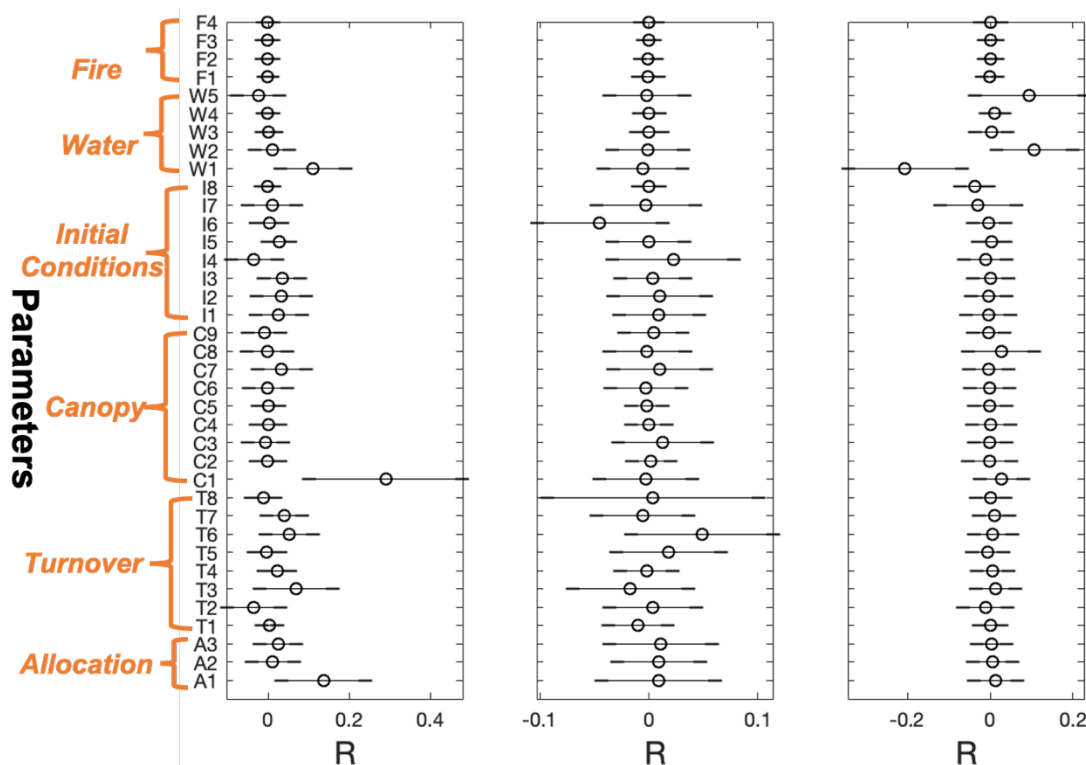 Parameters
Fire
Water
Initial
Conditions
Canopy
Turnover
Allocation
F4
F3
F2
F1
W5
W4
W3
W2
W1
I8
I7
I6
I5
I4
I3
I2
I1
C9
C8
C7
C6
C5
C4
C3
C2
C1
T8
T7
T6
T5
T4
T3
T2
T1
A3
A2
A1
0 0.2 0.4
R
-0.1 0 0.1
R
-0.2 0 0.2
R